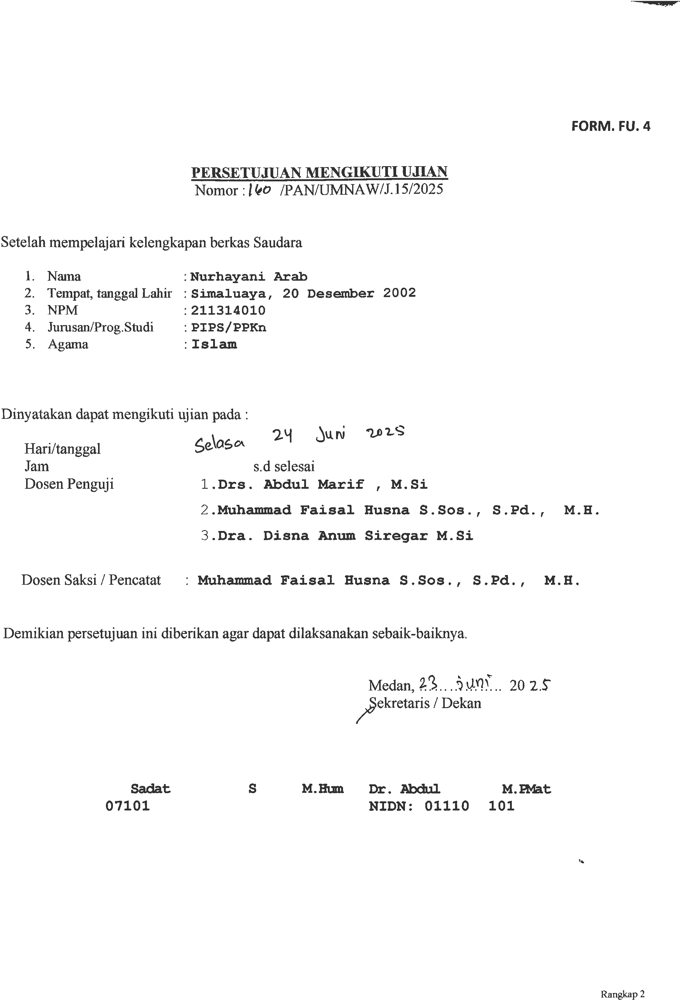 FORM. FU. 4
PERSETUJUAN MENGIKUTI UJIAN
Nomor : 160 /PAN/UMNAW/J.15/2025
Setelah mempelajari kelengkapan berkas Saudara
1. Nama : Nurhayani Arab
2. Tempat, tanggal Lahir : Simaluaya, 20 Desember 2002
3. NPM : 211314010
4. Jurusan/Prog.Studi : PIPS/PPKn
5. Agama : Islam
Dinyatakan dapat mengikuti ujian pada :
Hari/tanggal Selasa 24 Juni 2025
Jam s.d selesai
Dosen Penguji 1.Drs. Abdul Marif , M.Si
2.Muhammad Faisal Husna S.Sos., S.Pd., M.H.
3.Dra. Disna Anum Siregar M.Si
Dosen Saksi / Pencatat : Muhammad Faisal Husna S.Sos., S.Pd., M.H.
Demikian persetujuan ini diberikan agar dapat dilaksanakan sebaik-baiknya.
Medan, 23 juni 2025
Sekretaris / Dekan
Sadat S M.Hum Dr. Abdul M.PMat
07101 NIDN: 01110 101
Rangkap 2